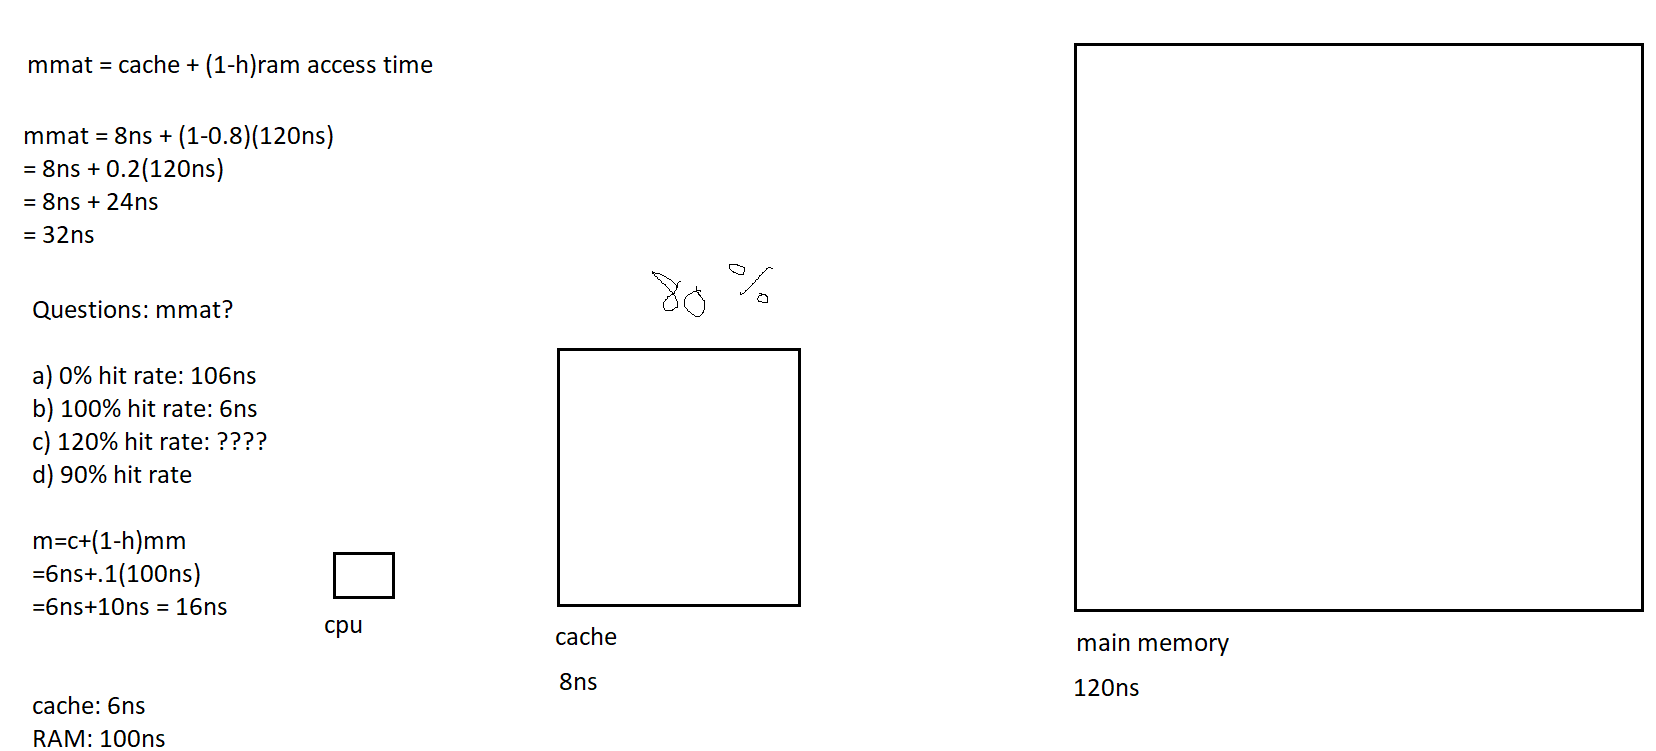 mmat = cache + (1-h)ram access time
mmat = 8ns + (1-0.8)(120ns)
= 8ns + 0.2(120ns)
= 8ns + 24ns
= 32ns
80 %
Questions: mmat?
a) 0% hit rate: 106ns
b) 100% hit rate: 6ns
c) 120% hit rate: ????
d) 90% hit rate
m=c+(1-h)mm
=6ns+.1(100ns)
=6ns+10ns = 16ns
cpu
cache
8ns
main memory
120ns
cache: 6ns
RAM: 100ns